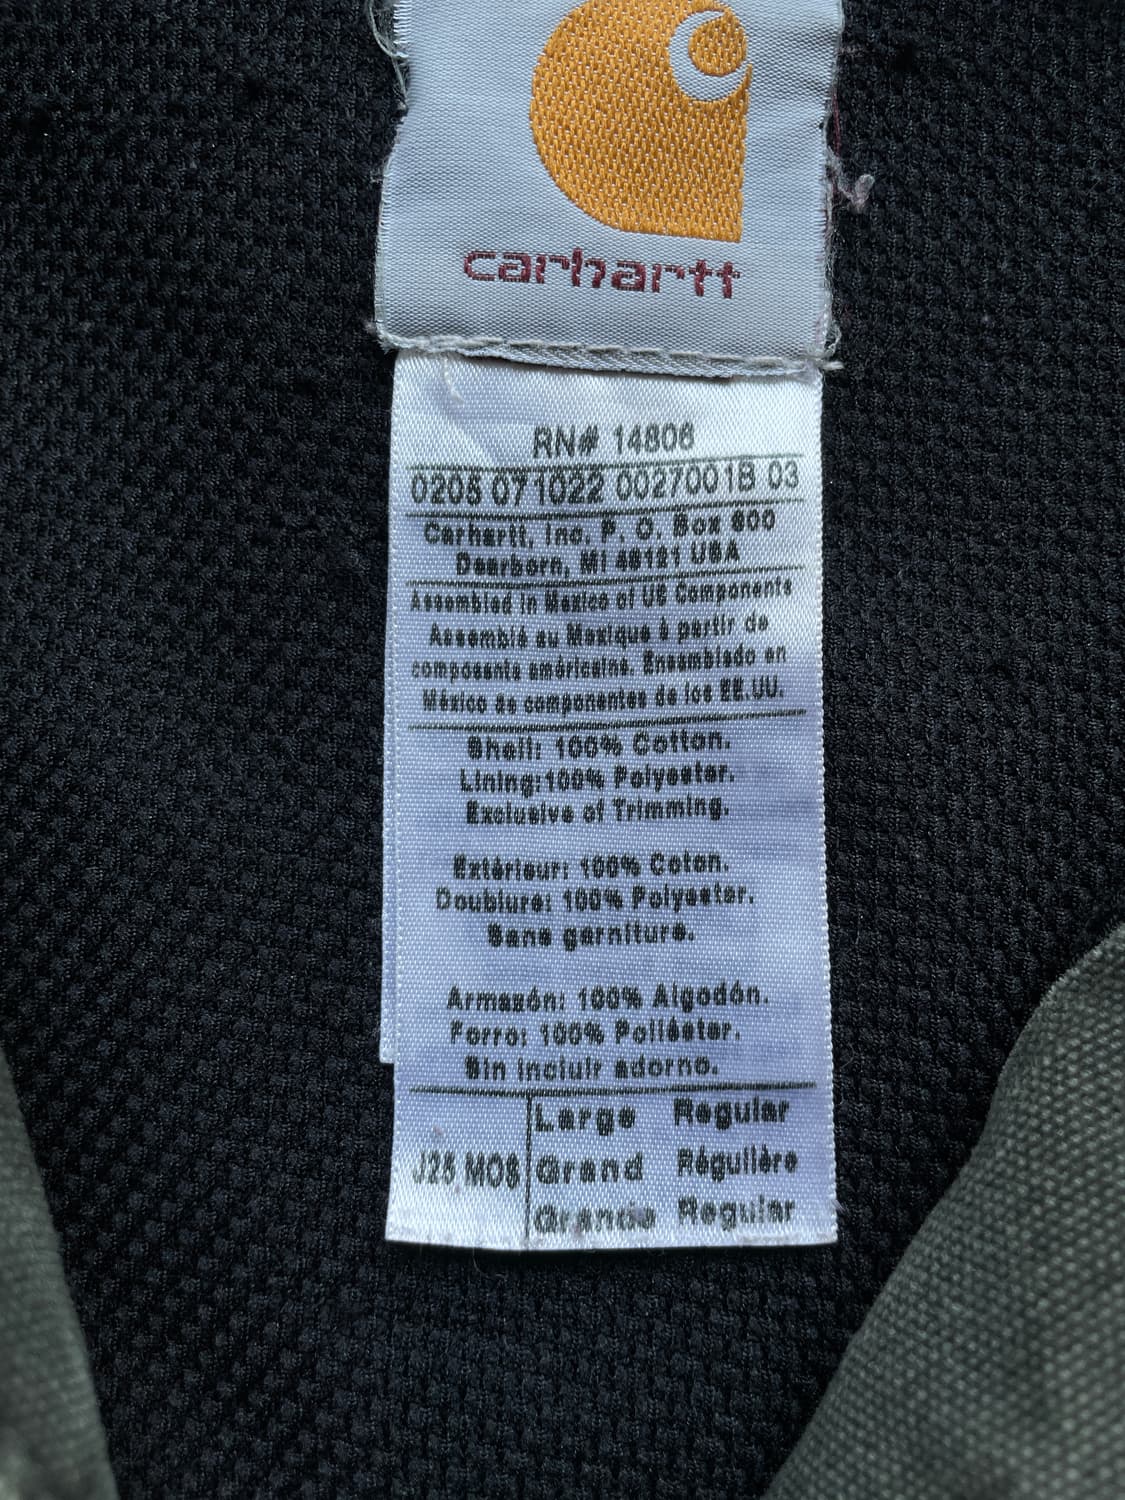 carhartt
RN# 14806
0205 071022 0027001B 03
Carhartt, Inc. P. O. Box 600
Dearborn, MI 48121 USA
Assembled in Mexico of US Components
Assemblé au Mexique à partir de
composants américains. Ensamblado en
México de componentes de los EE.UU.
Shell: 100% Cotton.
Lining:100% Polyester.
Exclusive of Trimming.
Extérieur: 100% Coton.
Doublure: 100% Polyester.
Sans garniture.
Armazón: 100% Algodón.
Forro: 100% Poliéster.
Sin incluir adorno.
Large Regular
J25 MOS Grand Régulière
Grande Regular